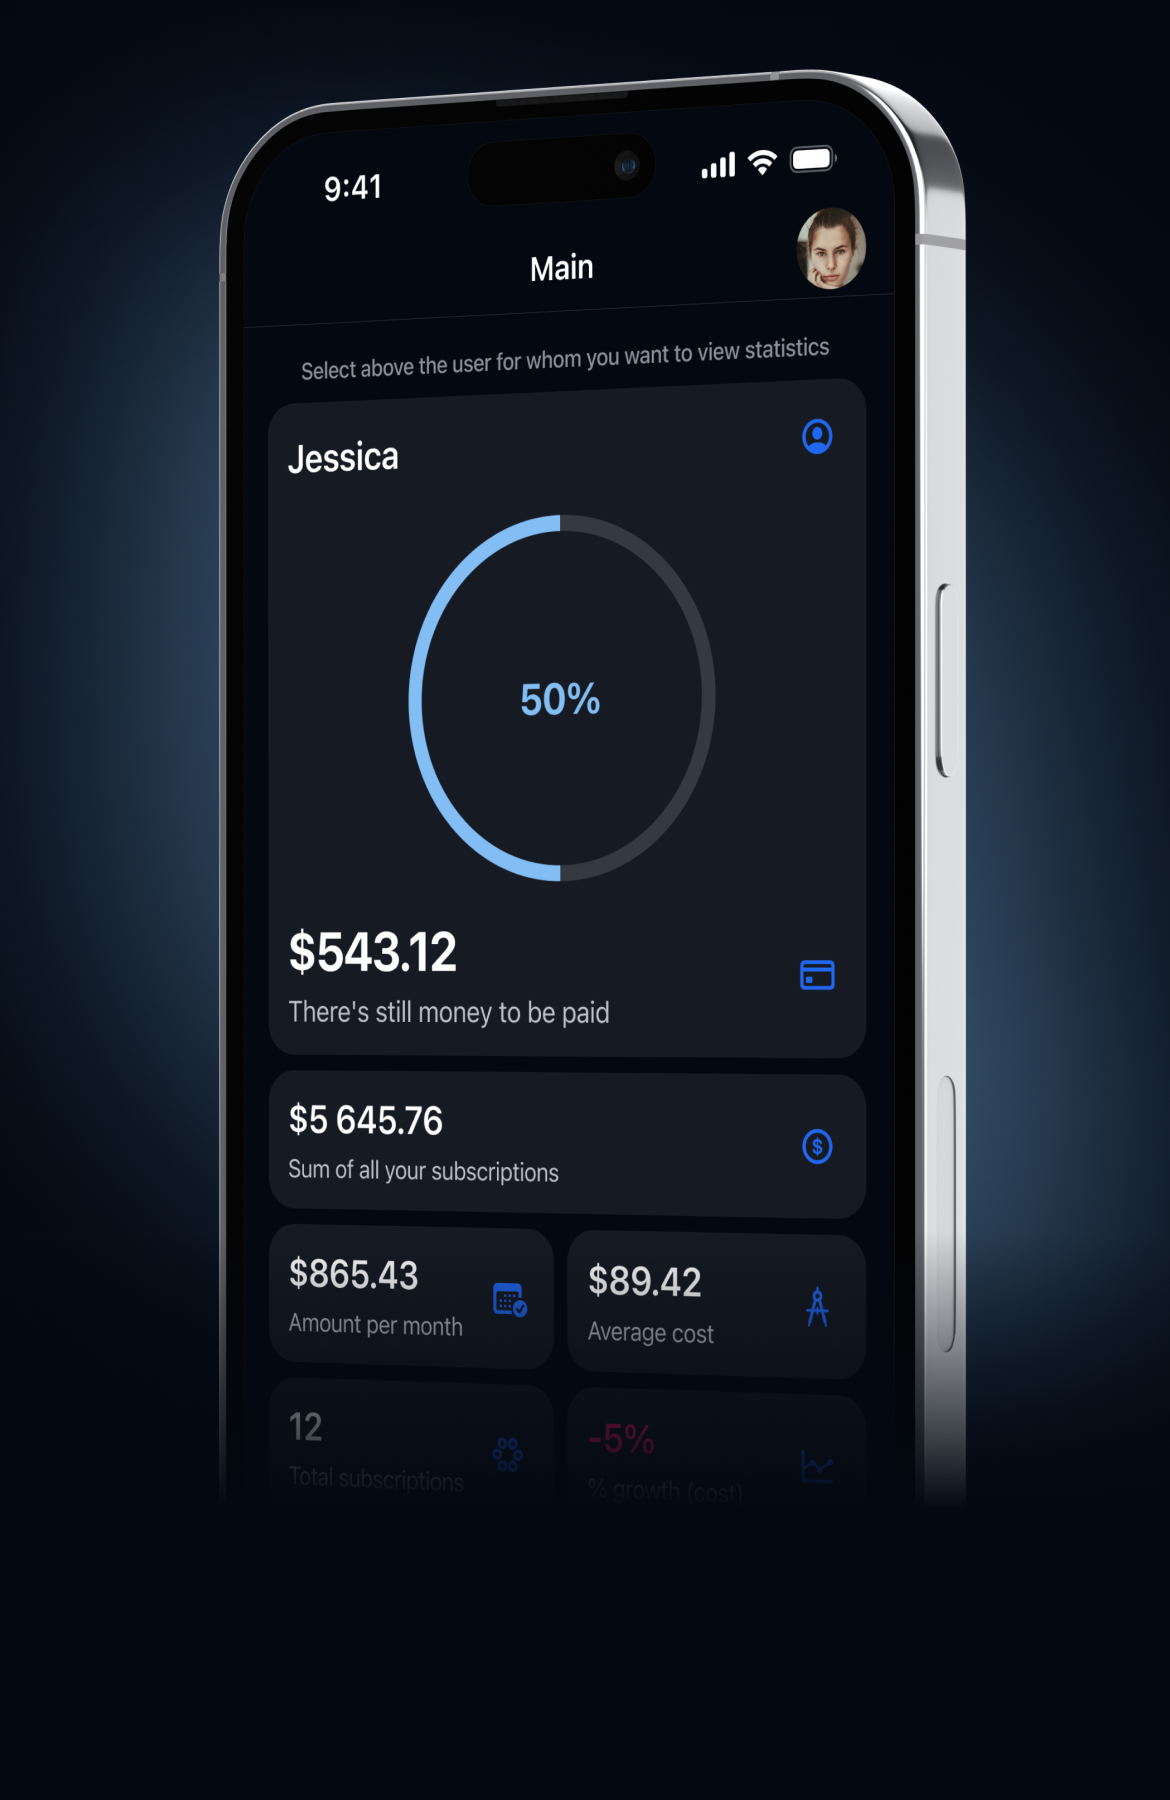 9:41
Main
Select above the user for whom you want to view statistics
Jessica
50%
$543.12
There's still money to be paid
$5 645.76
Sum of all your subscriptions
$865.43
Amount per month
$89.42
Average cost
12
Total subscriptions
-5%
% growth (cost)